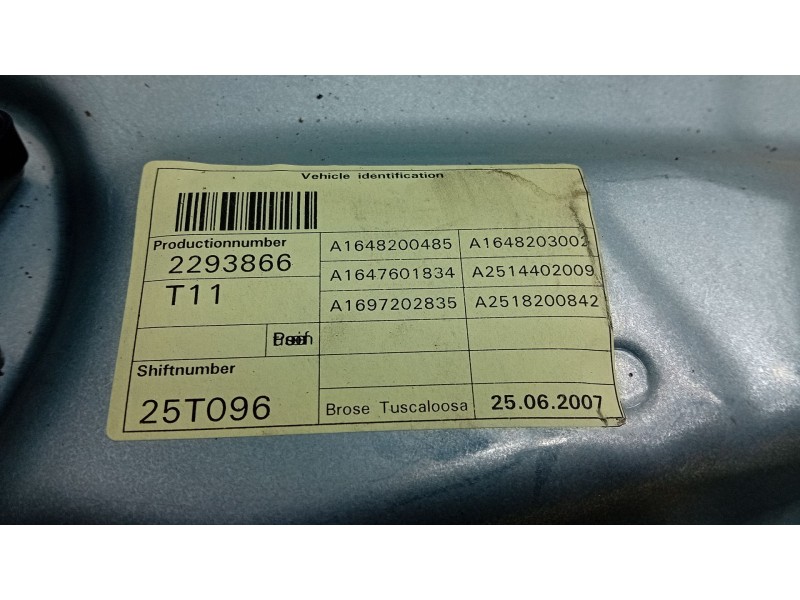 Vehicle identification
Productionnumber
2293866
T11
Shiftnumber
25T096
A1648200485 A1648203002
A1647601834 A2514402009
A1697202835 A2518200842
Brose Tuscaloosa 25.06.2007